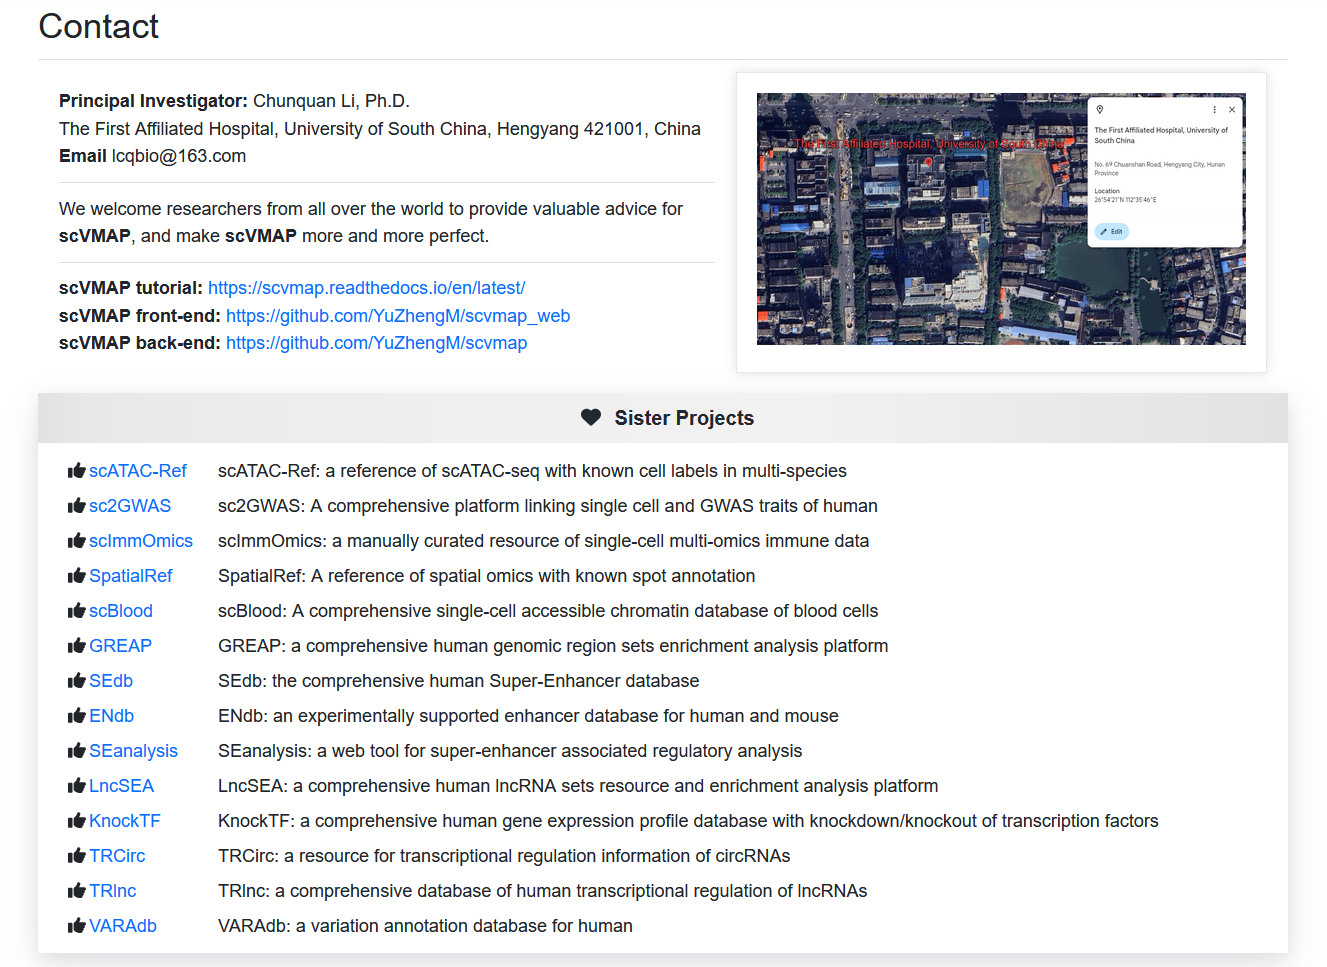 Contact
Principal Investigator: Chunquan Li, Ph.D.
The First Affiliated Hospital, University of South China, Hengyang 421001, China
Email lcqbio@163.com
We welcome researchers from all over the world to provide valuable advice for
scVMAP, and make scVMAP more and more perfect.
scVMAP tutorial: https://scvmap.readthedocs.io/en/latest/
scVMAP front-end: https://github.com/YuZhengM/scvmap_web
scVMAP back-end: https://github.com/YuZhengM/scvmap
The First Affiliated Hospital, University of South China
The First Affiliated Hospital, University of
South China
No. 69 Chuanshan Road, Hengyang City, Hunan
Province
Location
26°54'21"N 112°35'46"E
Edit
Sister Projects
scATAC-Ref scATAC-Ref: a reference of scATAC-seq with known cell labels in multi-species
sc2GWAS sc2GWAS: A comprehensive platform linking single cell and GWAS traits of human
scImmOmics scImmOmics: a manually curated resource of single-cell multi-omics immune data
SpatialRef SpatialRef: A reference of spatial omics with known spot annotation
scBlood scBlood: A comprehensive single-cell accessible chromatin database of blood cells
GREAP GREAP: a comprehensive human genomic region sets enrichment analysis platform
SEdb SEdb: the comprehensive human Super-Enhancer database
ENdb ENdb: an experimentally supported enhancer database for human and mouse
SEanalysis SEanalysis: a web tool for super-enhancer associated regulatory analysis
LncSEA LncSEA: a comprehensive human lncRNA sets resource and enrichment analysis platform
KnockTF KnockTF: a comprehensive human gene expression profile database with knockdown/knockout of transcription factors
TRCirc TRCirc: a resource for transcriptional regulation information of circRNAs
TRlnc TRlnc: a comprehensive database of human transcriptional regulation of lncRNAs
VARAdb VARAdb: a variation annotation database for human